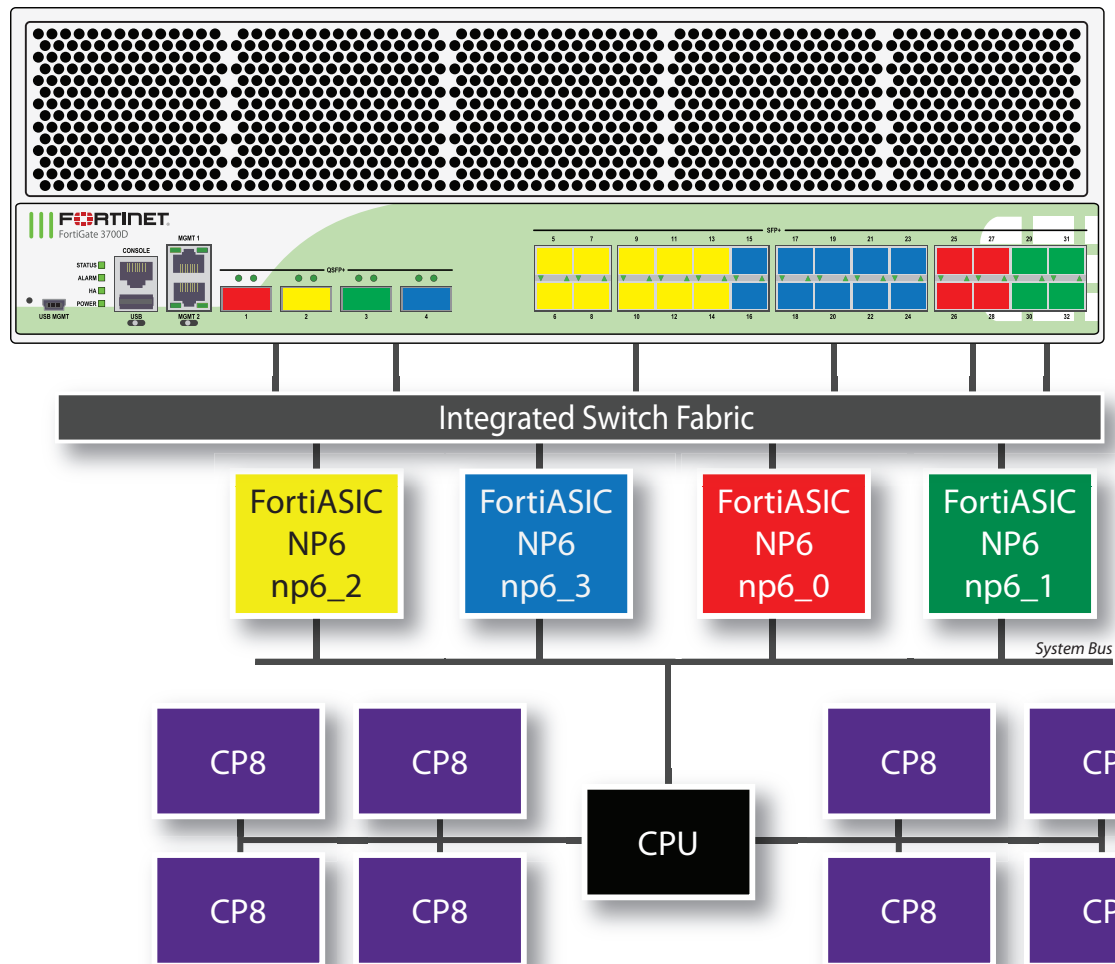 FORTINET
FortiGate 3700D
STATUS
ALARM
HA
POWER
USB MGMT
CONSOLE
USB
MGMT 1
MGMT 2
QSFP+
1 2 3 4
SFP+
5 7 9 11 13 15 17 19 21 23 25 27 29 31
6 8 10 12 14 16 18 20 22 24 26 28 30 32
Integrated Switch Fabric
FortiASIC
NP6
np6_2
FortiASIC
NP6
np6_3
FortiASIC
NP6
np6_0
FortiASIC
NP6
np6_1
System Bus
CP8 CP8 CP8 CP
CPU
CP8 CP8 CP8 CP